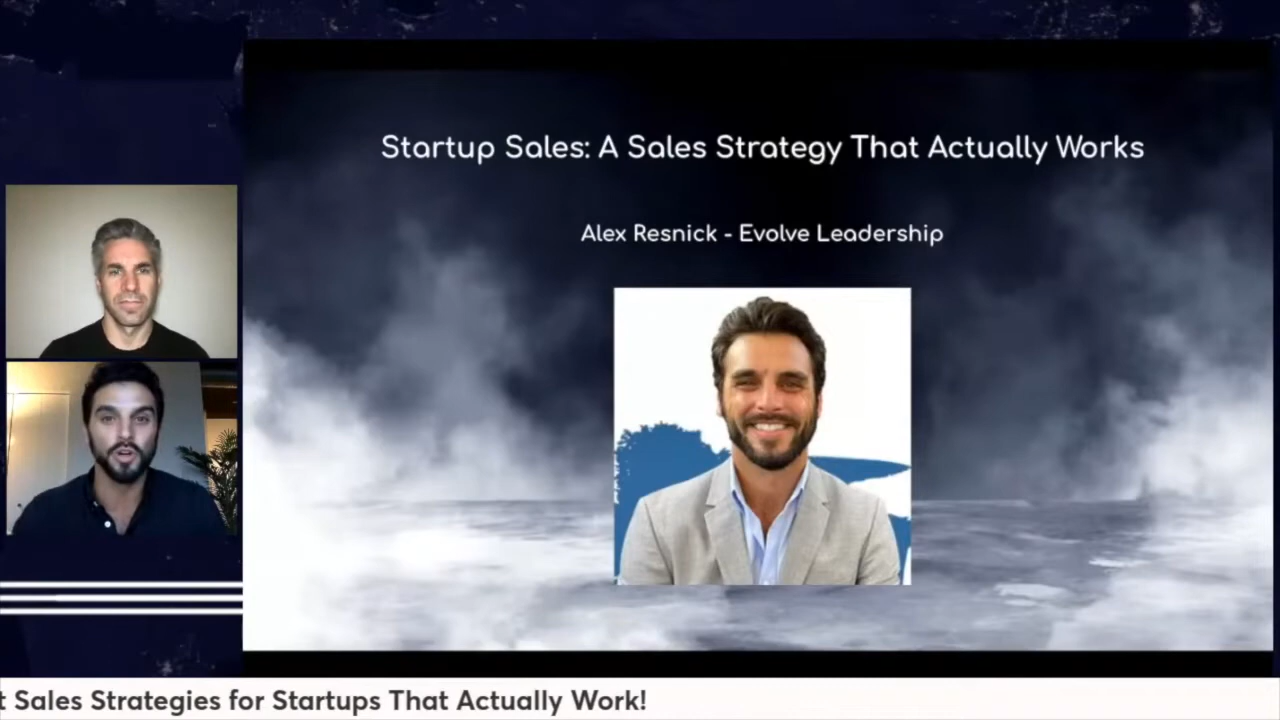 Startup Sales: A Sales Strategy That Actually Works
Alex Resnick - Evolve Leadership
Sales Strategies for Startups That Actually Work!